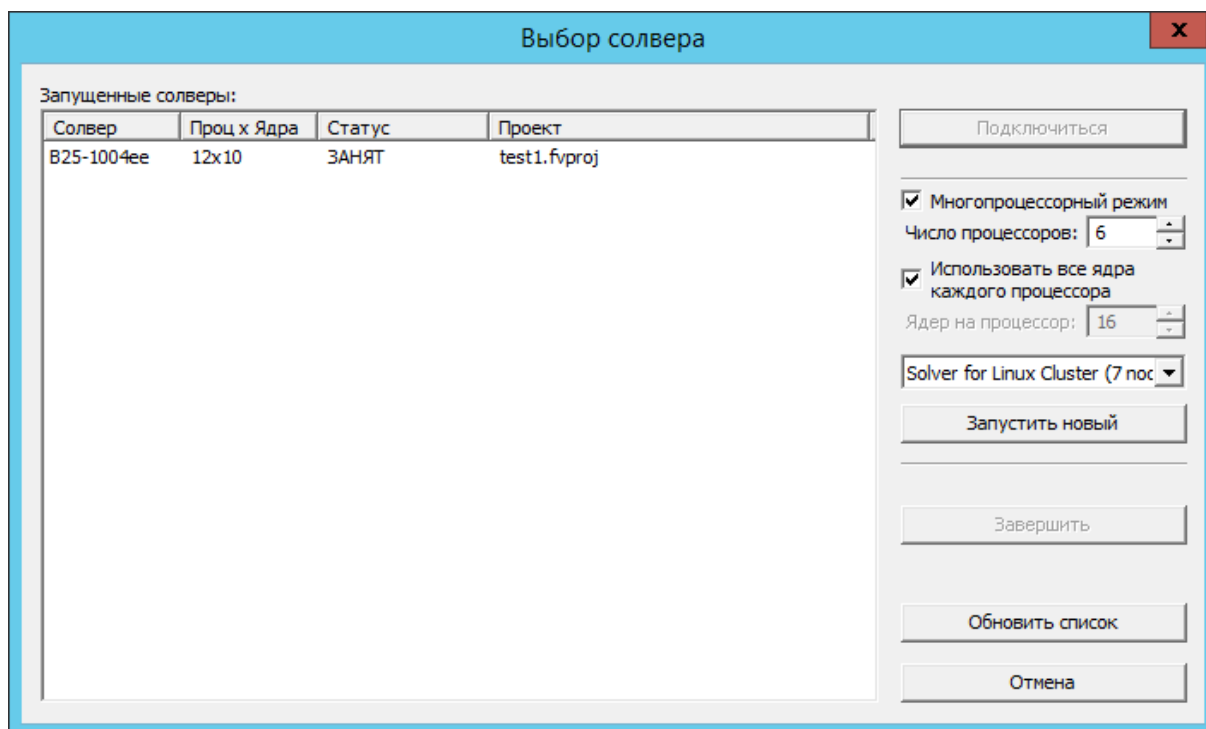 Выбор солвера
x
Запущенные солверы:
Солвер Проц x Ядра Статус Проект
B25-1004ee 12x10 ЗАНЯТ test1.fvproj
Подключиться
Многопроцессорный режим
Число процессоров: 6
Использовать все ядра
каждого процессора
Ядер на процессор: 16
Solver for Linux Cluster (7 noc
Запустить новый
Завершить
Обновить список
Отмена